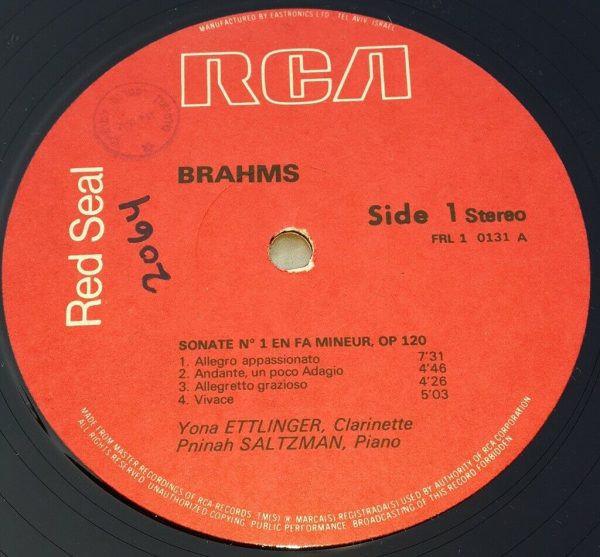 MANUFACTURED BY EASTRONICS LTD. TEL AVIV, ISRAEL
RCA
Red Seal
2064
BRAHMS
Side 1 Stereo
FRL 1 0131 A
SONATE N° 1 EN FA MINEUR, OP 120
1. Allegro appassionato 7'31
2. Andante, un poco Adagio 4'46
3. Allegretto grazioso 4'26
4. Vivace 5'03
Yona ETTLINGER, Clarinette
Pninah SALTZMAN, Piano
MADE FROM MASTER RECORDINGS OF RCA RECORDS. TM(S) ® MARCA(S) REGISTRADA(S) USED BY AUTHORITY OF RCA CORPORATION
ALL RIGHTS RESERVED. UNAUTHORIZED COPYING, PUBLIC PERFORMANCE, BROADCASTING OF THIS RECORD FORBIDDEN